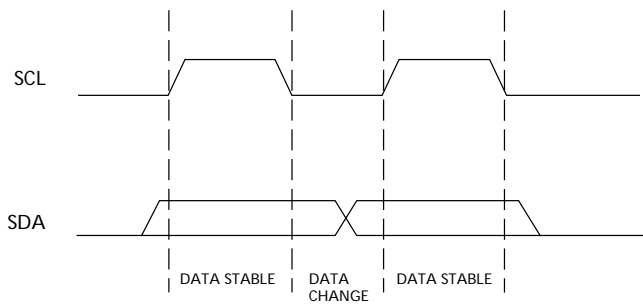 SCL
SDA
DATA STABLE
DATA
CHANGE
DATA STABLE